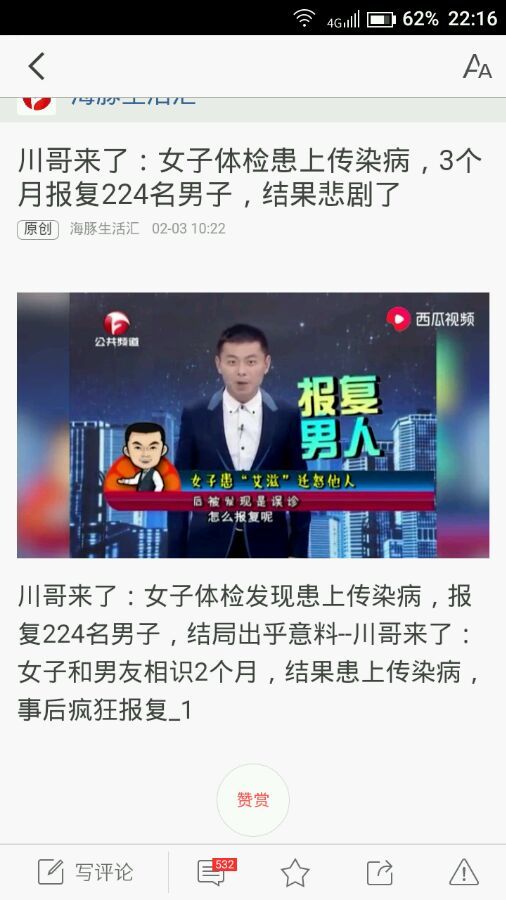 4G 62% 22:16
AA
海豚生活汇
川哥来了：女子体检患上传染病，3个
月报复224名男子，结果悲剧了
原创 海豚生活汇 02-03 10:22
公共频道
西瓜视频
报复
男人
女子患“艾滋”迁怒他人
后被发现是误诊
怎么报复呢
川哥来了：女子体检发现患上传染病，报
复224名男子，结局出乎意料--川哥来了：
女子和男友相识2个月，结果患上传染病，
事后疯狂报复_1
赞赏
写评论
532